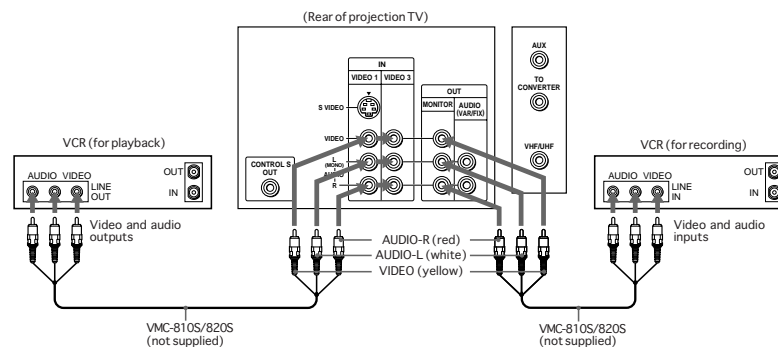 (Rear of projection TV)
AUX
TO
CONVERTER
VHF/UHF
IN
VIDEO 1 VIDEO 3
S VIDEO
VIDEO
L
(MONO)
AUDIO
R
OUT
MONITOR AUDIO
(VAR/FIX)
CONTROL S
OUT
VCR (for playback)
AUDIO VIDEO
LINE
OUT
OUT
IN
Video and audio
outputs
VCR (for recording)
AUDIO VIDEO
LINE
IN
OUT
IN
Video and audio
inputs
AUDIO-R (red)
AUDIO-L (white)
VIDEO (yellow)
VMC-810S/820S
(not supplied)
VMC-810S/820S
(not supplied)